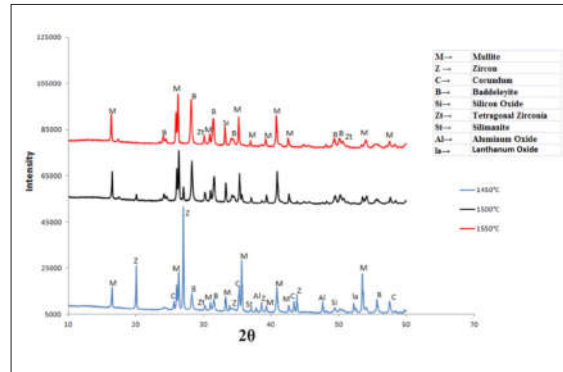 125000
105000
85000
65000
45000
25000
5000
Intensity
10 20 30 40 50 60 70
2θ
M→ Mullite
Z → Zircon
C→ Corundum
B→ Baddeleyite
Si→ Silicon Oxide
Zt→ Tetragonal Zirconia
St→ Silimanite
Al→ Aluminum Oxide
la→ Lanthanum Oxide
1450℃
1500℃
1550℃
M B M Zt M B Si B M M M M M B B Zt M M
B
M Z C M Z B Zt M B M Z C M St Al Z M M M C Z Al Si la M B C